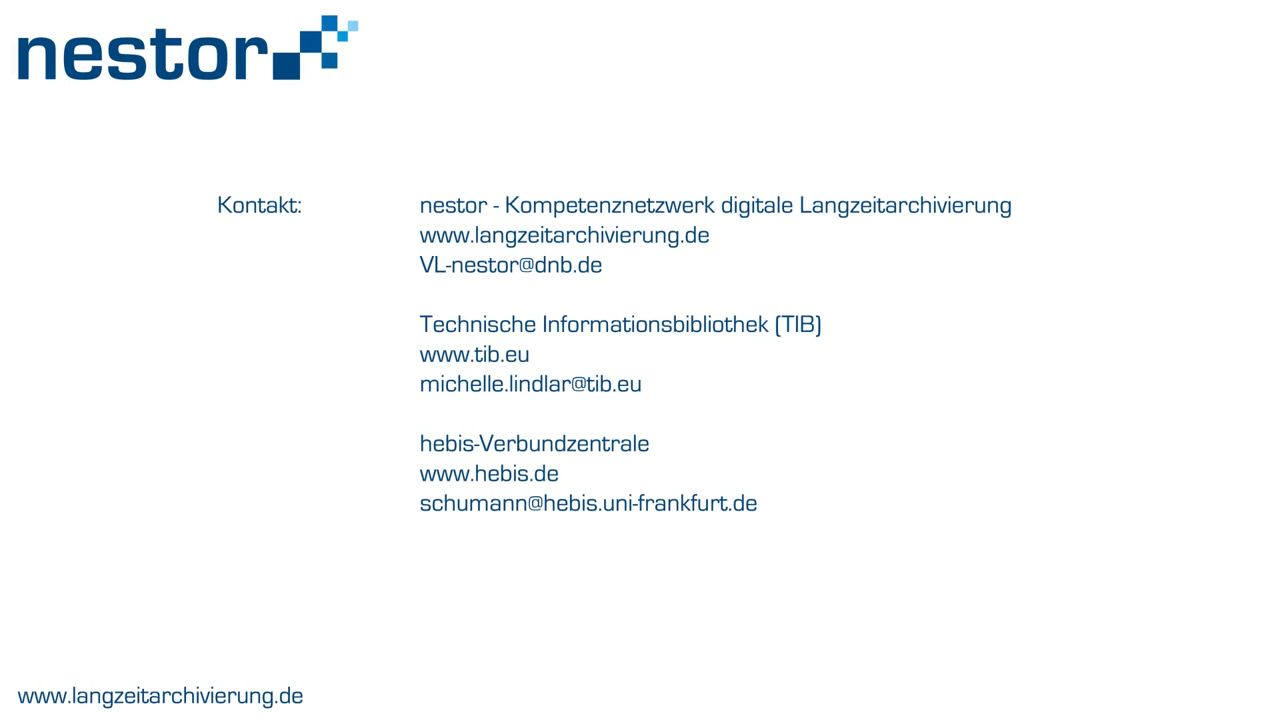 nestor
Kontakt: nestor - Kompetenznetzwerk digitale Langzeitarchivierung
www.langzeitarchivierung.de
VL-nestor@dnb.de
Technische Informationsbibliothek (TIB)
www.tib.eu
michelle.lindlar@tib.eu
hebis-Verbundzentrale
www.hebis.de
schumann@hebis.uni-frankfurt.de
www.langzeitarchivierung.de